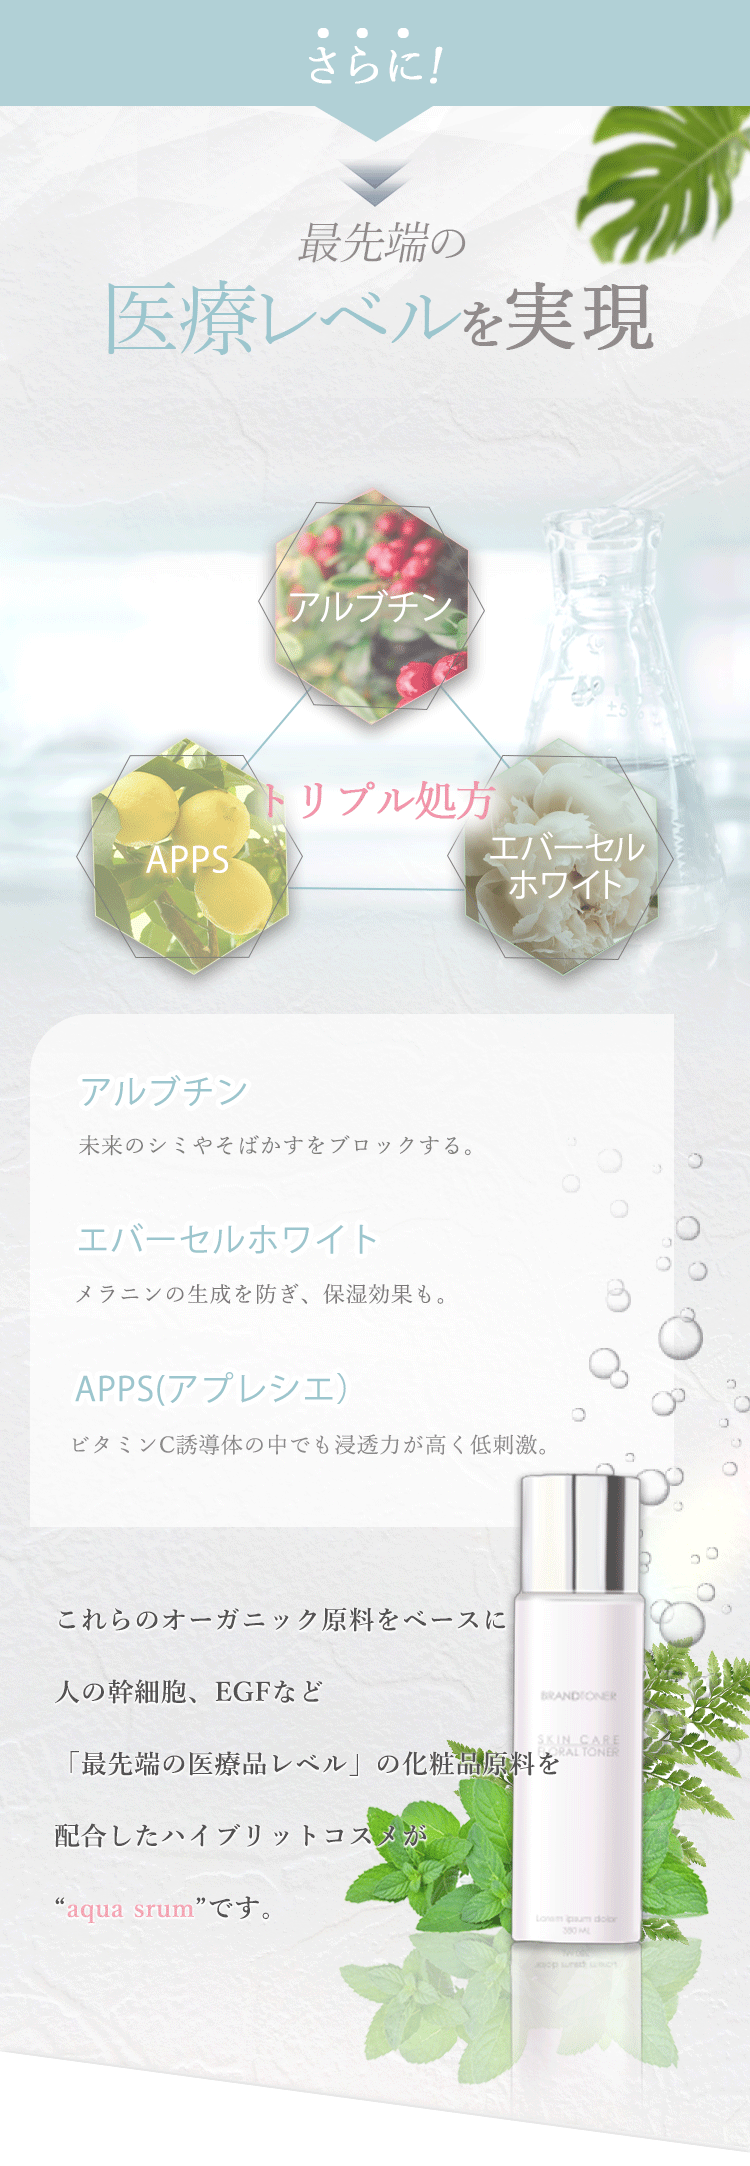 さらに!
最先端の
医療レベルを実現
アルブチン
トリプル処方
APPS
エバーセル
ホワイト
アルブチン
未来のシミやそばかすをブロックする。
エバーセルホワイト
メラニンの生成を防ぎ、保湿効果も。
APPS(アプレシエ）
ビタミンC誘導体の中でも浸透力が高く低刺激。
これらのオーガニック原料をベースに
人の幹細胞、EGFなど
「最先端の医療品レベル」の化粧品原料を
配合したハイブリットコスメが
“aqua srum”です。
BRANDTONER
SKIN CARE
Lorem ipsum dolor